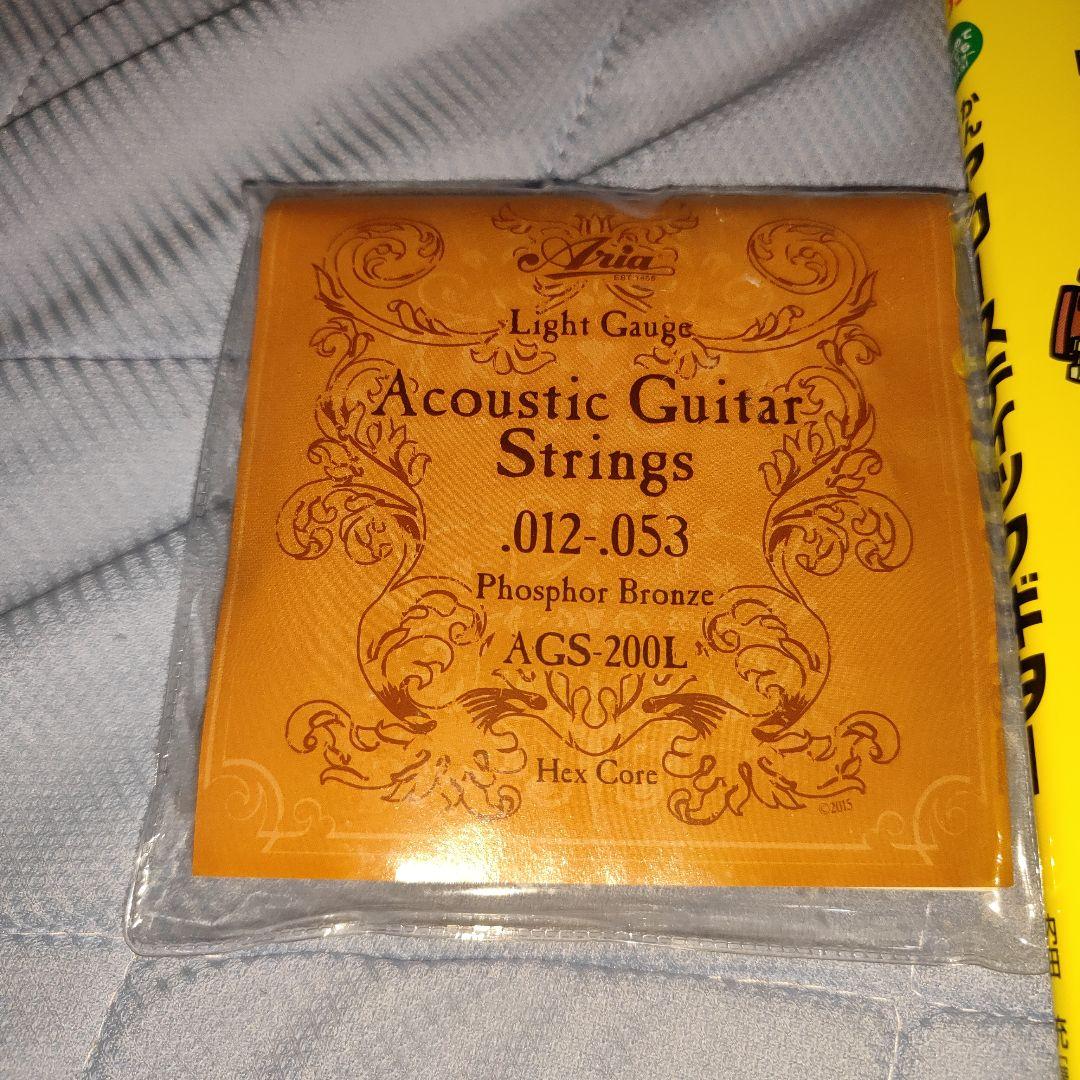 Aria
Light Gauge
Acoustic Guitar
Strings
.012-.053
Phosphor Bronze
AGS-200L
Hex Core
©2015